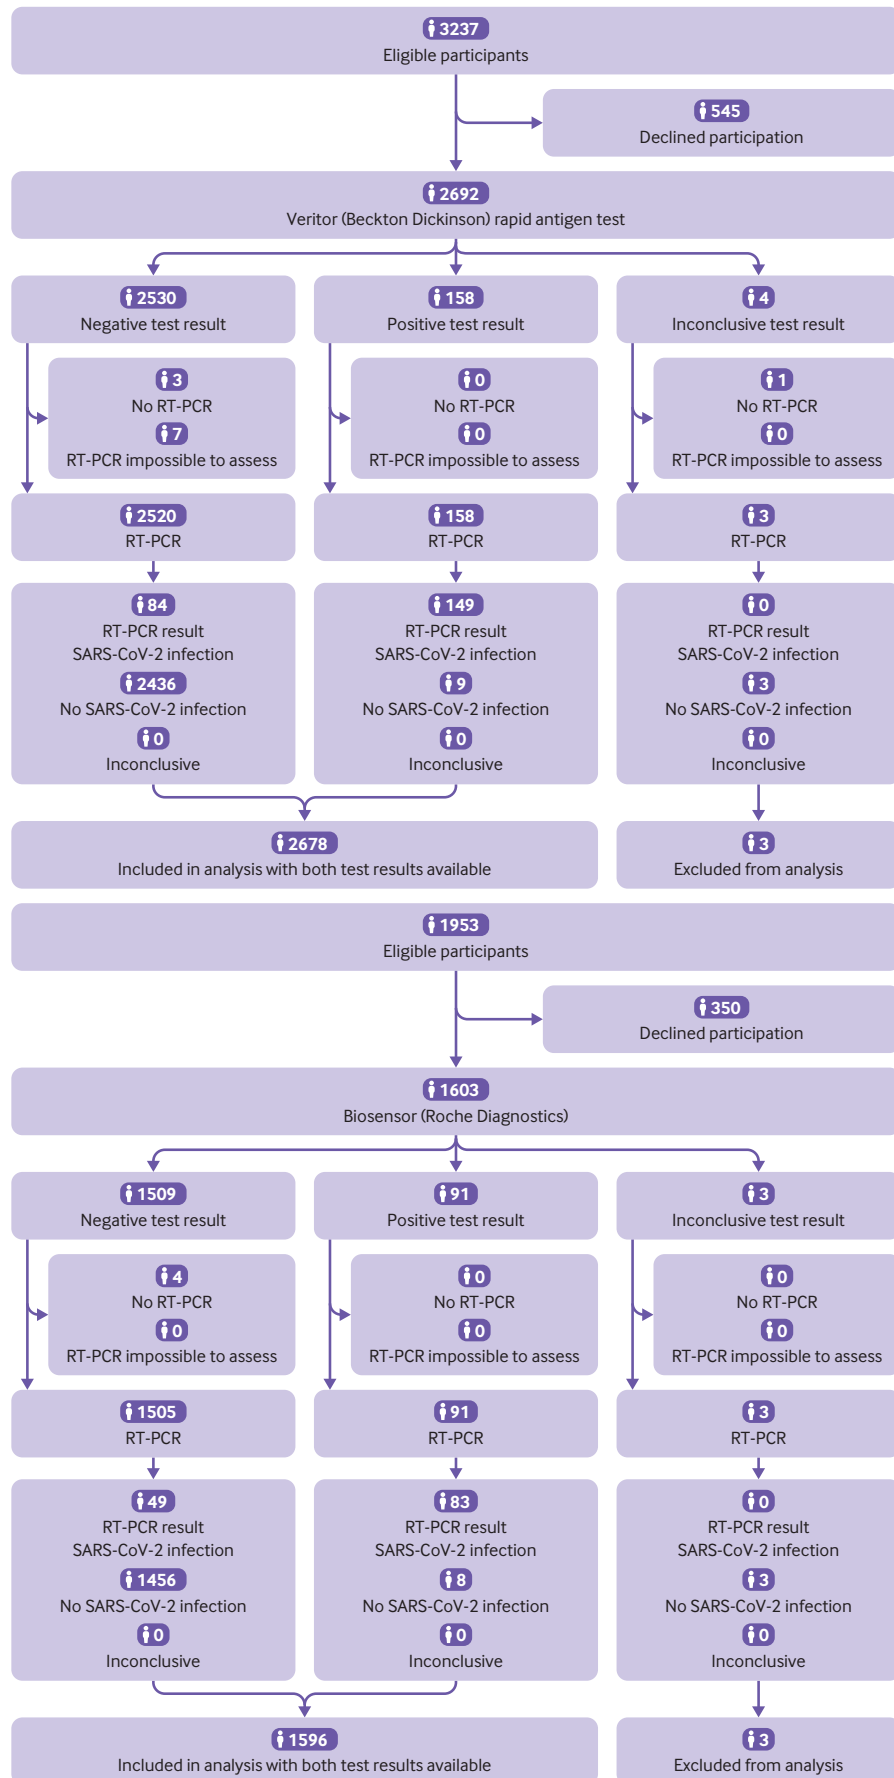 3237
Eligible participants
545
Declined participation
2692
Veritor (Beckton Dickinson) rapid antigen test
2530
Negative test result
158
Positive test result
4
Inconclusive test result
3
No RT-PCR
7
RT-PCR impossible to assess
0
No RT-PCR
0
RT-PCR impossible to assess
1
No RT-PCR
0
RT-PCR impossible to assess
2520
RT-PCR
158
RT-PCR
3
RT-PCR
84
RT-PCR result
SARS-CoV-2 infection
2436
No SARS-CoV-2 infection
0
Inconclusive
149
RT-PCR result
SARS-CoV-2 infection
9
No SARS-CoV-2 infection
0
Inconclusive
0
RT-PCR result
SARS-CoV-2 infection
3
No SARS-CoV-2 infection
0
Inconclusive
2678
Included in analysis with both test results available
3
Excluded from analysis
1953
Eligible participants
350
Declined participation
1603
Biosensor (Roche Diagnostics)
1509
Negative test result
91
Positive test result
3
Inconclusive test result
4
No RT-PCR
0
RT-PCR impossible to assess
0
No RT-PCR
0
RT-PCR impossible to assess
0
No RT-PCR
0
RT-PCR impossible to assess
1505
RT-PCR
91
RT-PCR
3
RT-PCR
49
RT-PCR result
SARS-CoV-2 infection
1456
No SARS-CoV-2 infection
0
Inconclusive
83
RT-PCR result
SARS-CoV-2 infection
8
No SARS-CoV-2 infection
0
Inconclusive
0
RT-PCR result
SARS-CoV-2 infection
3
No SARS-CoV-2 infection
0
Inconclusive
1596
Included in analysis with both test results available
3
Excluded from analysis